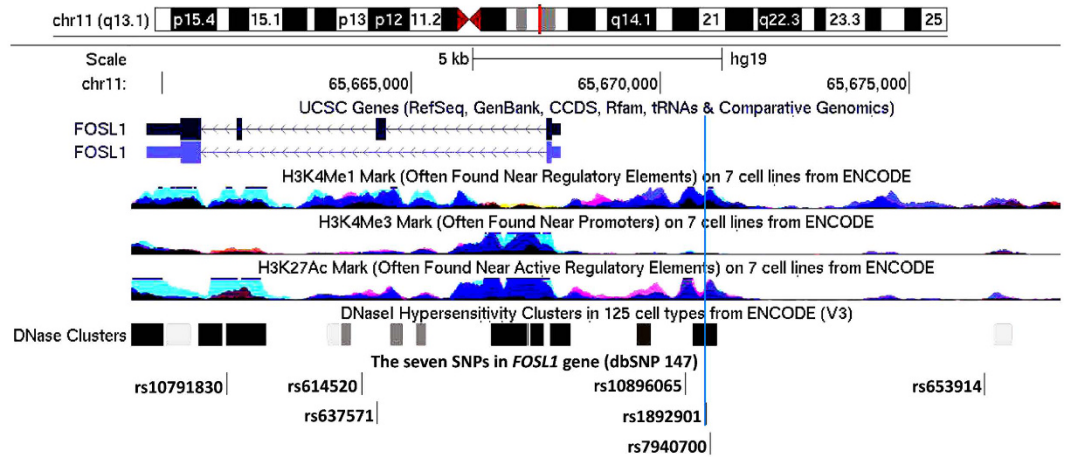 chr11 (q13.1) p15.4 15.1 p13 p12 11.2 q14.1 21 q22.3 23.3 25
Scale 5 kb hg19
chr11: 65,665,000 65,670,000 65,675,000
UCSC Genes (RefSeq, GenBank, CCDS, Rfam, tRNAs & Comparative Genomics)
FOSL1
FOSL1
H3K4Me1 Mark (Often Found Near Regulatory Elements) on 7 cell lines from ENCODE
H3K4Me3 Mark (Often Found Near Promoters) on 7 cell lines from ENCODE
H3K27Ac Mark (Often Found Near Active Regulatory Elements) on 7 cell lines from ENCODE
DNaseI Hypersensitivity Clusters in 125 cell types from ENCODE (V3)
DNase Clusters
The seven SNPs in FOSL1 gene (dbSNP 147)
rs10791830 rs614520 rs10896065 rs653914
rs637571 rs1892901
rs7940700